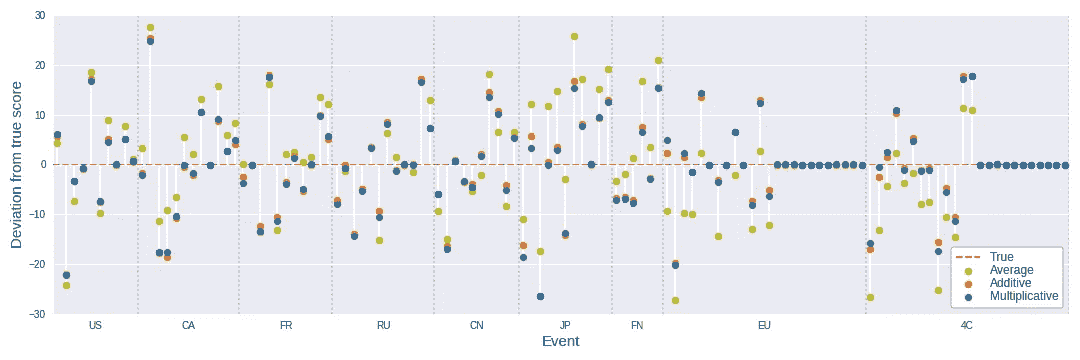 Deviation from true score
30
20
10
0
−10
−20
−30
True
Average
Additive
Multiplicative
US CA FR RU CN JP FN EU 4C
Event